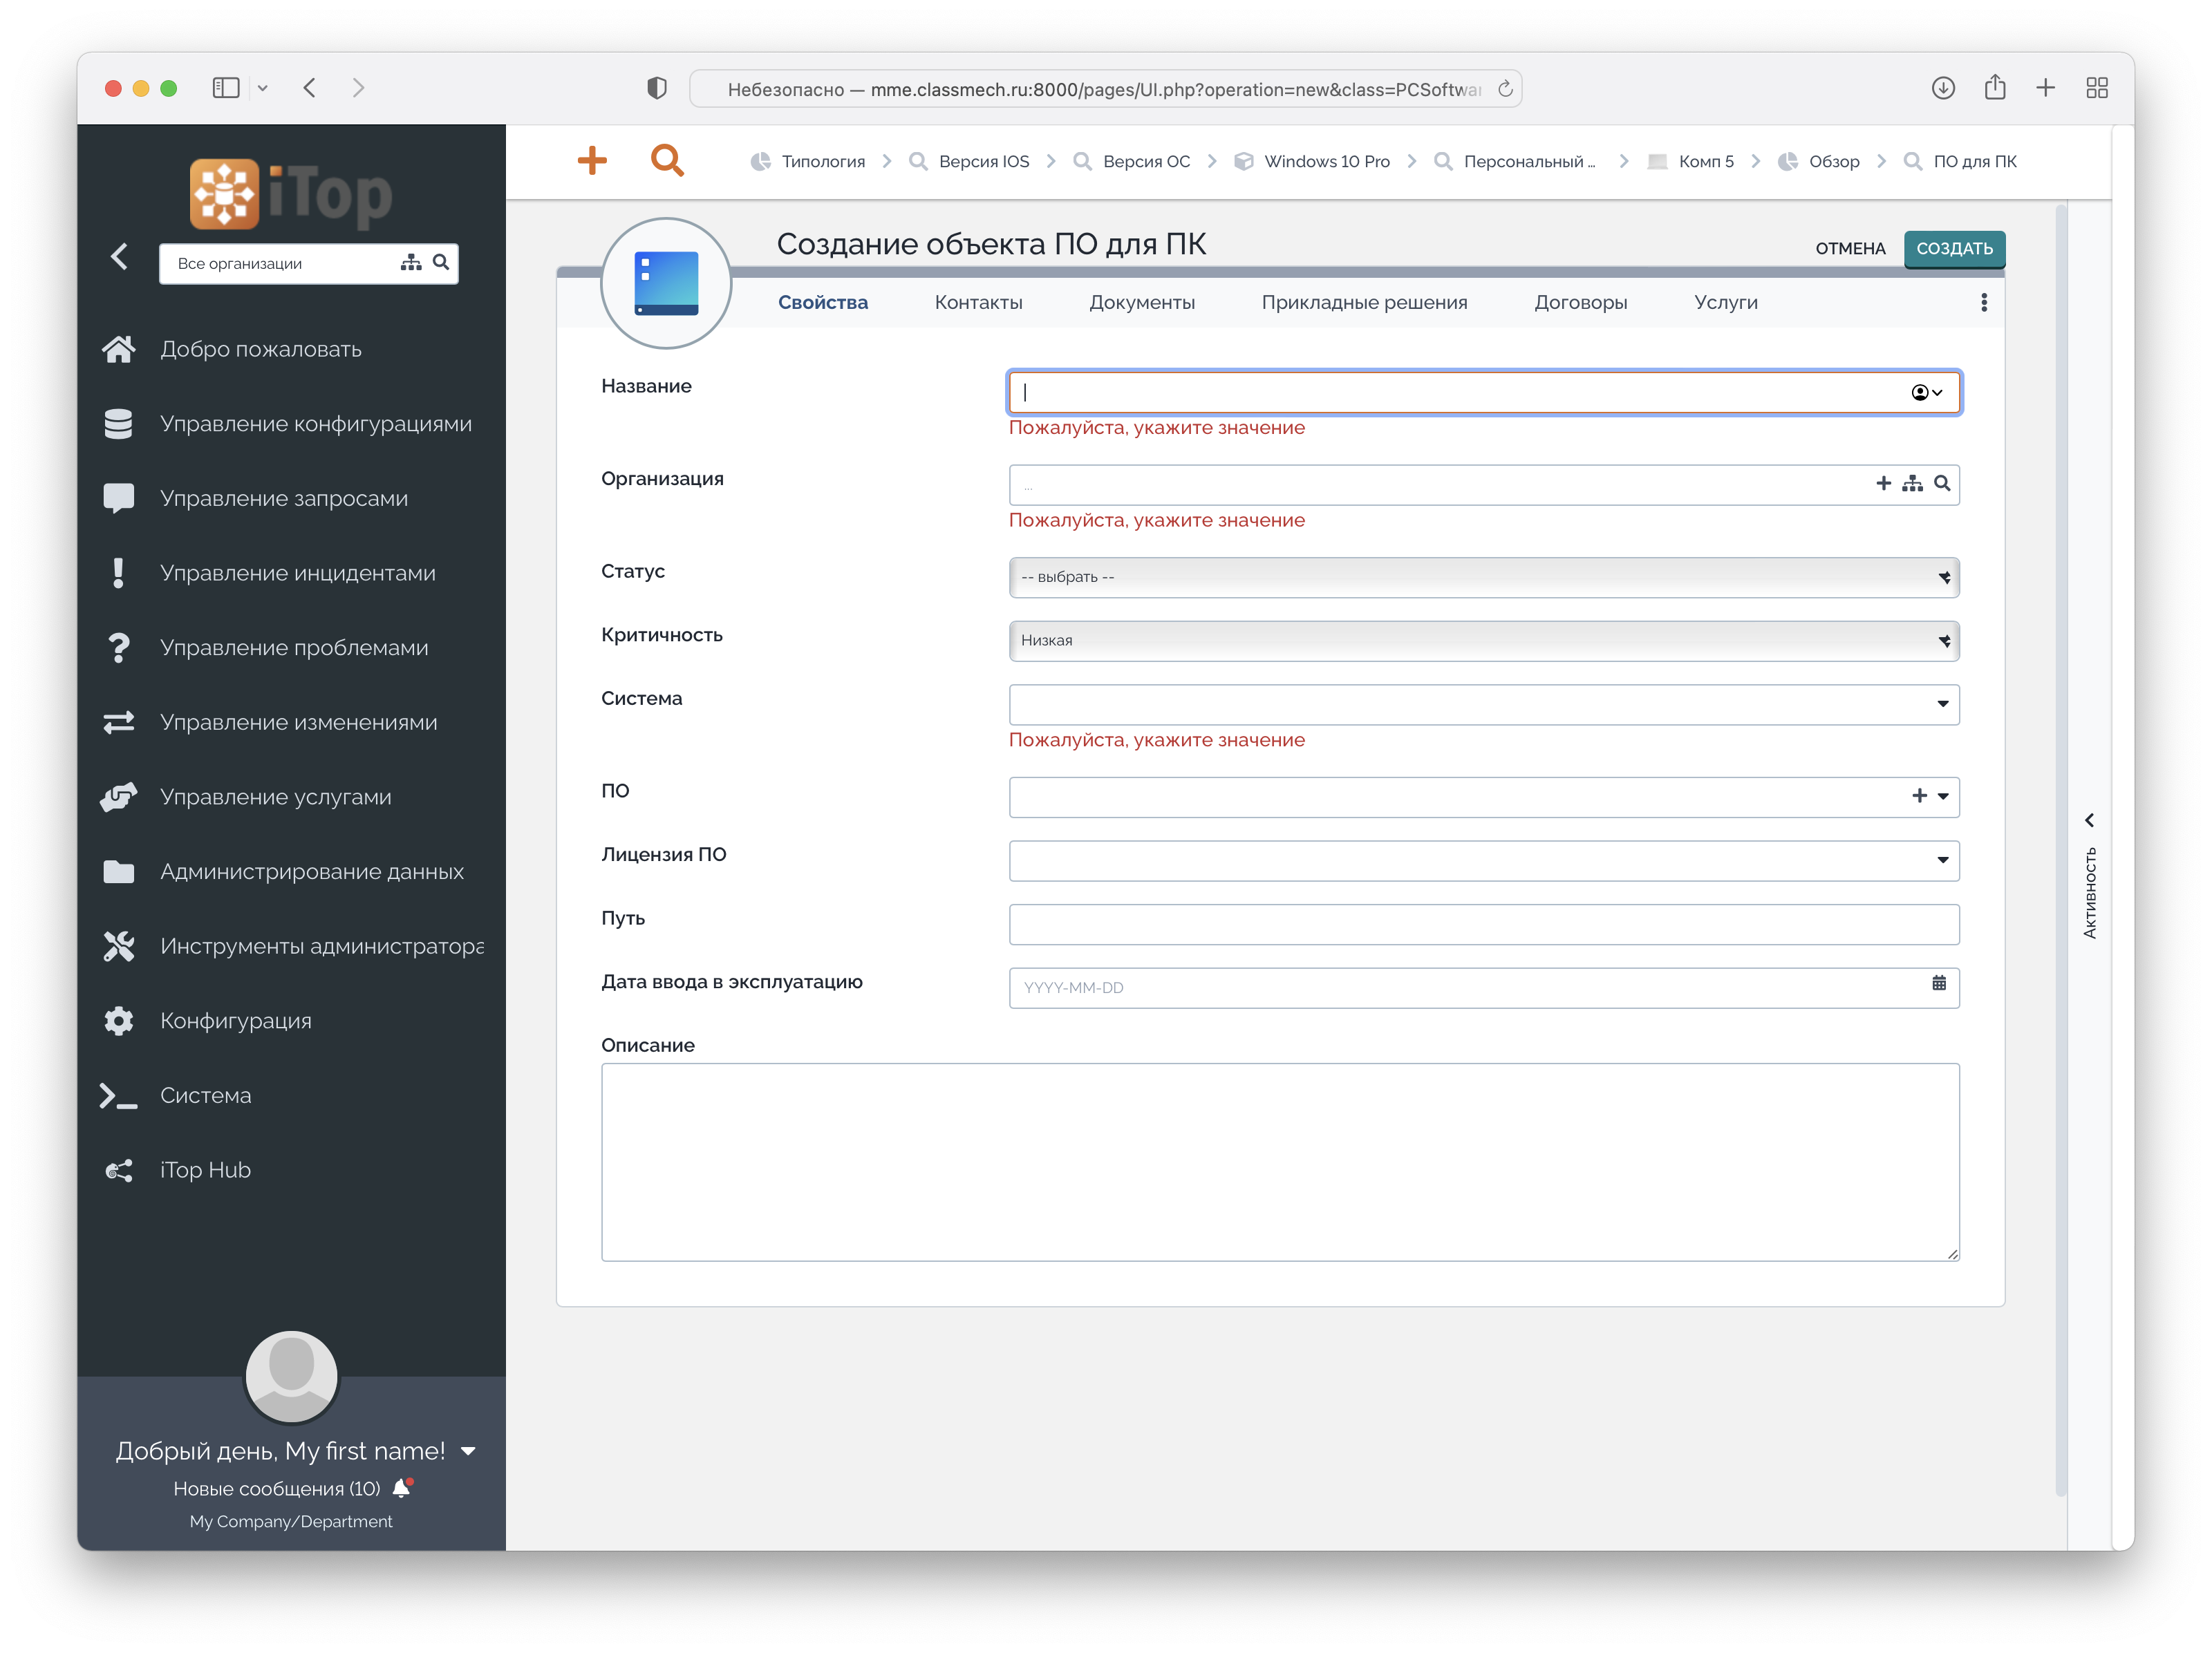 Небезопасно — mme.classmech.ru:8000/pages/UI.php?operation=new&class=PCSoftwar
iTop
Все организации
Добро пожаловать
Управление конфигурациями
Управление запросами
Управление инцидентами
Управление проблемами
Управление изменениями
Управление услугами
Администрирование данных
Инструменты администратора
Конфигурация
Система
iTop Hub
Добрый день, My first name!
Новые сообщения (10)
My Company/Department
Типология
Версия IOS
Версия ОС
Windows 10 Pro
Персональный ...
Комп 5
Обзор
ПО для ПК
Создание объекта ПО для ПК
ОТМЕНА
СОЗДАТЬ
Свойства
Контакты
Документы
Прикладные решения
Договоры
Услуги
Название
Пожалуйста, укажите значение
Организация
...
Пожалуйста, укажите значение
Статус
-- выбрать --
Критичность
Низкая
Система
Пожалуйста, укажите значение
ПО
Лицензия ПО
Путь
Дата ввода в эксплуатацию
YYYY-MM-DD
Описание
Активность